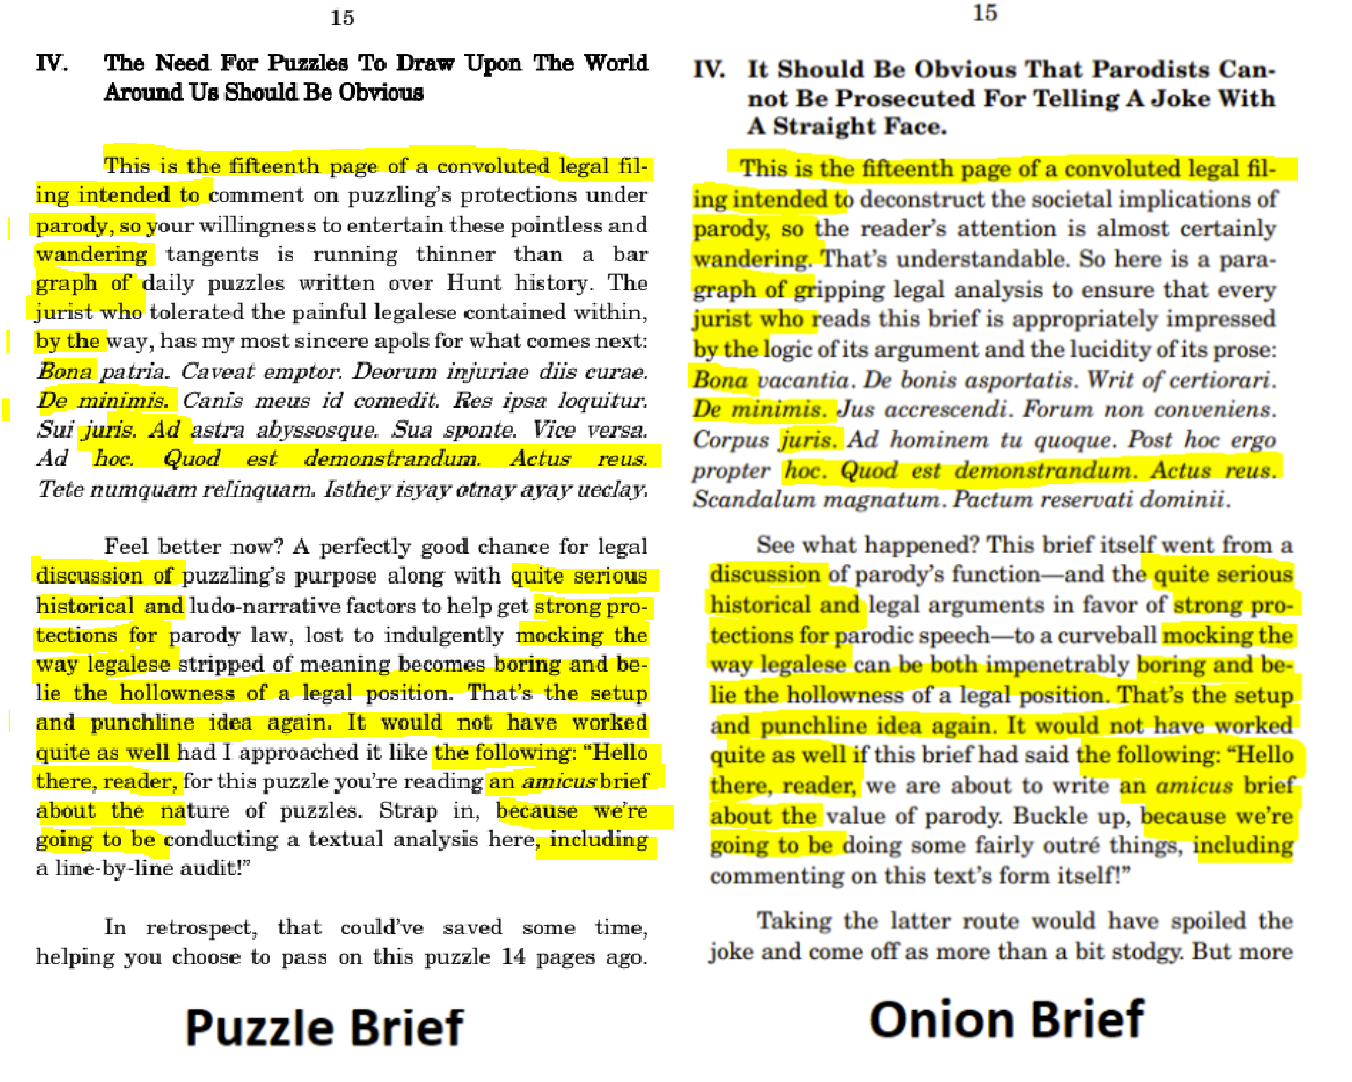 15
IV. The Need For Puzzles To Draw Upon The World
Around Us Should Be Obvious
This is the fifteenth page of a convoluted legal fil-
ing intended to comment on puzzling's protections under
parody, so your willingness to entertain these pointless and
wandering tangents is running thinner than a bar
graph of daily puzzles written over Hunt history. The
jurist who tolerated the painful legalese contained within,
by the way, has my most sincere apols for what comes next:
Bona patria. Caveat emptor. Deorum injuriae diis curae.
De minimis. Canis meus id comedit. Res ipsa loquitur.
Sui juris. Ad astra abyssosque. Sua sponte. Vice versa.
Ad hoc. Quod est demonstrandum. Actus reus.
Tete numquam relinquam. Isthey isyay otnay ayay ueclay.
Feel better now? A perfectly good chance for legal
discussion of puzzling's purpose along with quite serious
historical and ludo-narrative factors to help get strong pro-
tections for parody law, lost to indulgently mocking the
way legalese stripped of meaning becomes boring and be-
lie the hollowness of a legal position. That's the setup
and punchline idea again. It would not have worked
quite as well had I approached it like the following: "Hello
there, reader, for this puzzle you're reading an amicus brief
about the nature of puzzles. Strap in, because we're
going to be conducting a textual analysis here, including
a line-by-line audit!"
In retrospect, that could've saved some time,
helping you choose to pass on this puzzle 14 pages ago.
Puzzle Brief
15
IV. It Should Be Obvious That Parodists Can-
not Be Prosecuted For Telling A Joke With
A Straight Face.
This is the fifteenth page of a convoluted legal fil-
ing intended to deconstruct the societal implications of
parody, so the reader's attention is almost certainly
wandering. That's understandable. So here is a para-
graph of gripping legal analysis to ensure that every
jurist who reads this brief is appropriately impressed
by the logic of its argument and the lucidity of its prose:
Bona vacantia. De bonis asportatis. Writ of certiorari.
De minimis. Jus accrescendi. Forum non conveniens.
Corpus juris. Ad hominem tu quoque. Post hoc ergo
propter hoc. Quod est demonstrandum. Actus reus.
Scandalum magnatum. Pactum reservati dominii.
See what happened? This brief itself went from a
discussion of parody's function—and the quite serious
historical and legal arguments in favor of strong pro-
tections for parodic speech—to a curveball mocking the
way legalese can be both impenetrably boring and be-
lie the hollowness of a legal position. That's the setup
and punchline idea again. It would not have worked
quite as well if this brief had said the following: "Hello
there, reader, we are about to write an amicus brief
about the value of parody. Buckle up, because we're
going to be doing some fairly outré things, including
commenting on this text's form itself!"
Taking the latter route would have spoiled the
joke and come off as more than a bit stodgy. But more
Onion Brief